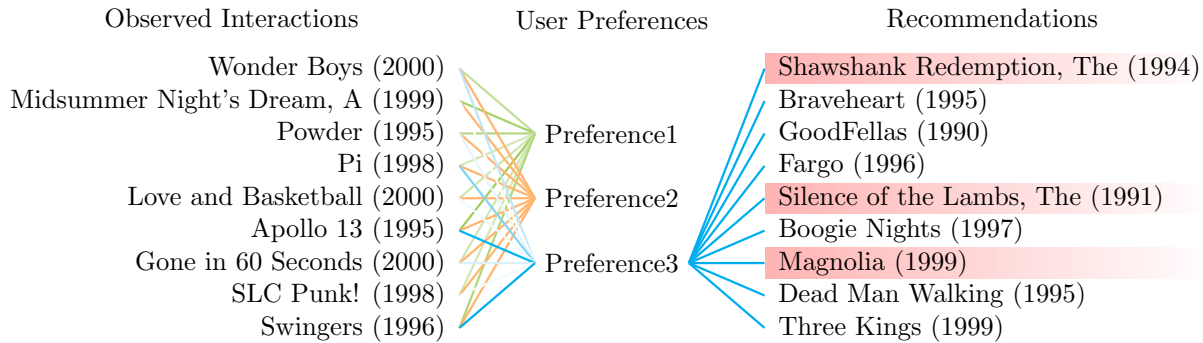 Observed Interactions
User Preferences
Recommendations
Wonder Boys (2000)
Midsummer Night's Dream, A (1999)
Powder (1995)
Pi (1998)
Love and Basketball (2000)
Apollo 13 (1995)
Gone in 60 Seconds (2000)
SLC Punk! (1998)
Swingers (1996)
Preference1
Preference2
Preference3
Shawshank Redemption, The (1994)
Braveheart (1995)
GoodFellas (1990)
Fargo (1996)
Silence of the Lambs, The (1991)
Boogie Nights (1997)
Magnolia (1999)
Dead Man Walking (1995)
Three Kings (1999)